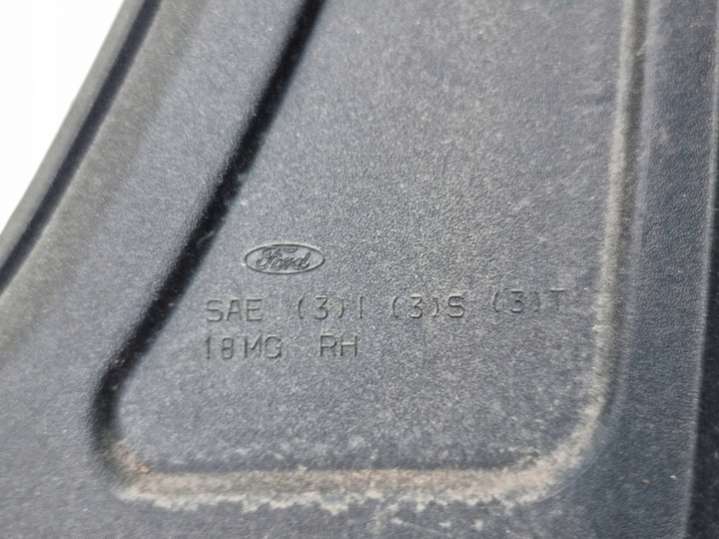 Ford
SAE (3)I (3)S (3)T
18MG RH